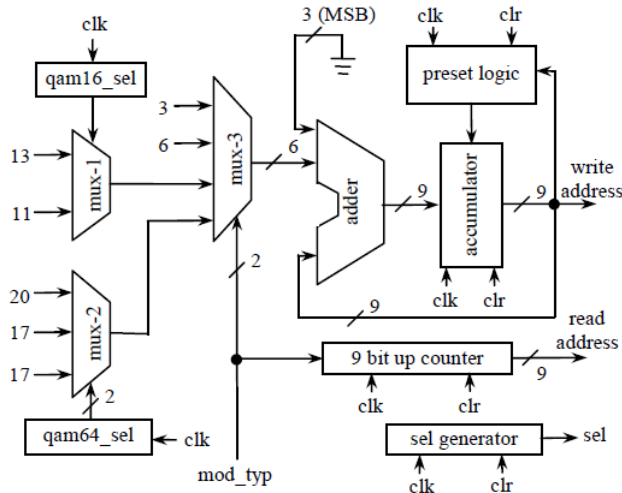 3 (MSB)
clk
clk
clr
qam16_sel
preset logic
3
6
13
11
mux-1
mux-3
6
adder
9
accumulator
9
write
address
clk
clr
20
17
17
mux-2
2
2
9
read
address
9 bit up counter
9
clk
clr
qam64_sel
clk
mod_typ
sel generator
sel
clk
clr